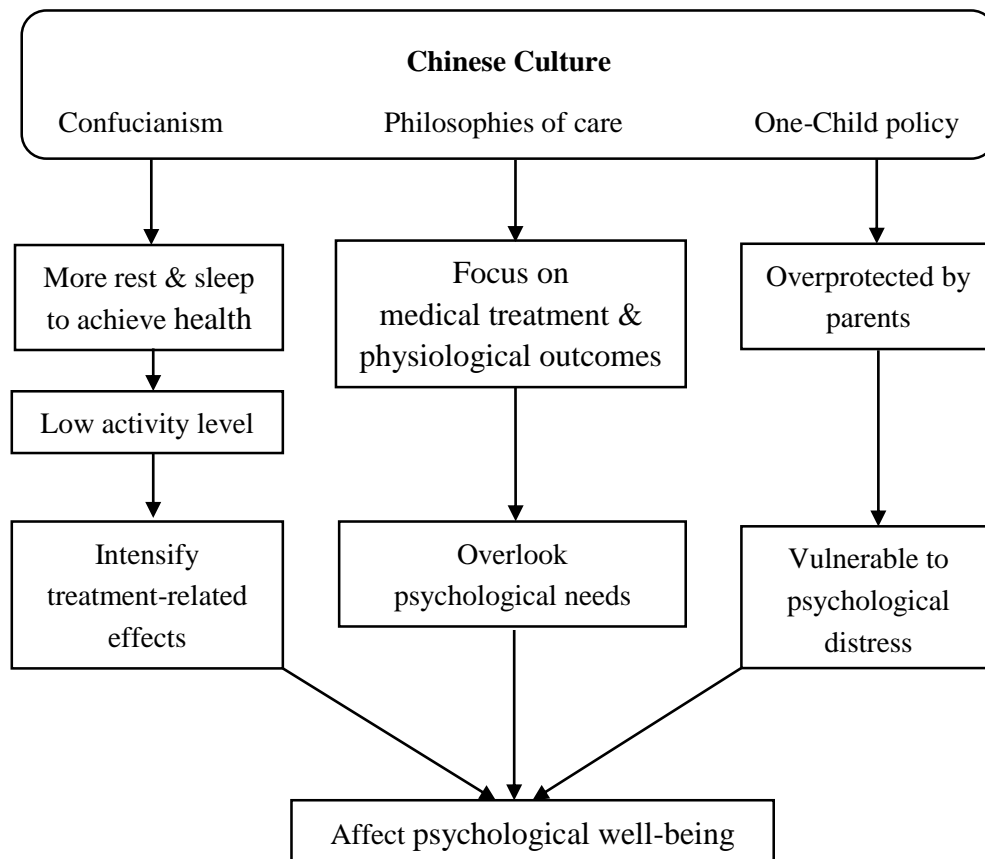 Chinese Culture
Confucianism
Philosophies of care
One-Child policy
More rest & sleep
to achieve health
Focus on
medical treatment &
physiological outcomes
Overprotected by
parents
Low activity level
Intensify
treatment-related
effects
Overlook
psychological needs
Vulnerable to
psychological
distress
Affect psychological well-being